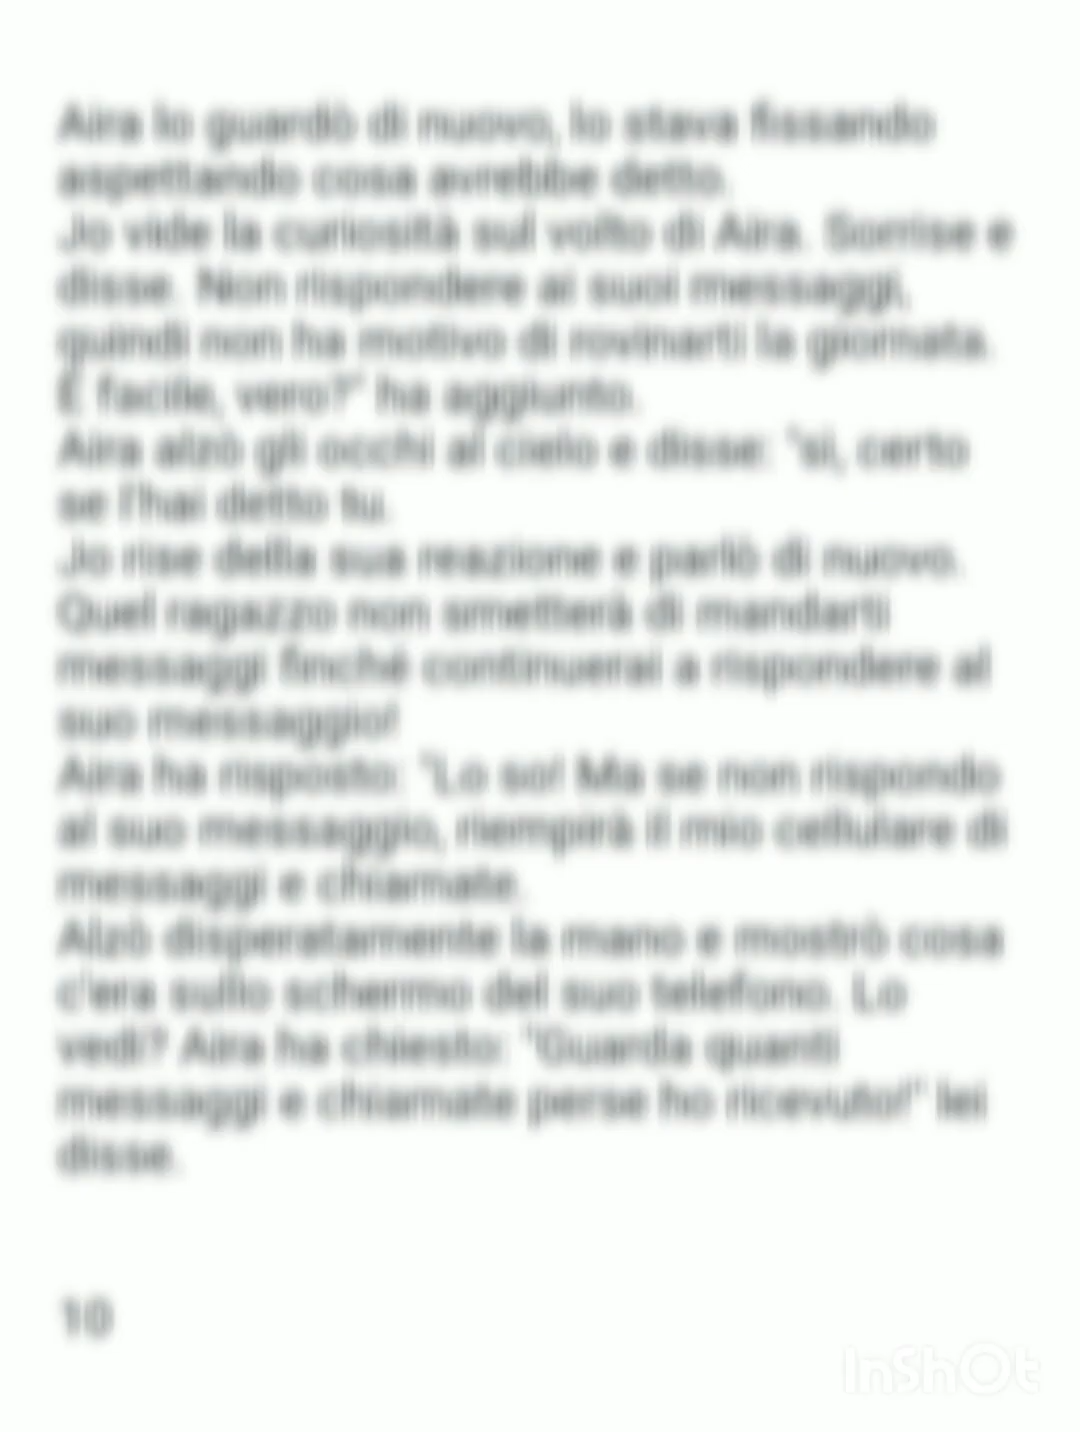 Aira lo guardò di nuovo, lo stava fissando
aspettando cosa avrebbe detto.
Jo vide la curiosità sul volto di Aira. Sorrise e
disse. Non rispondere ai suoi messaggi,
quindi non ha motivo di rovinarti la giornata.
È facile, vero?" ha aggiunto.
Aira alzò gli occhi al cielo e disse: "sì, certo
se l'hai detto tu.
Jo rise della sua reazione e parlò di nuovo.
Quel ragazzo non smetterà di mandarti
messaggi finché continuerai a rispondere al
suo messaggio!
Aira ha risposto: "Lo so! Ma se non rispondo
al suo messaggio, riempirà il mio cellulare di
messaggi e chiamate.
Alzò disperatamente la mano e mostrò cosa
c'era sullo schermo del suo telefono. Lo
vedi? Aira ha chiesto: "Guarda quanti
messaggi e chiamate perse ho ricevuto!" lei
disse.
10
InShOt